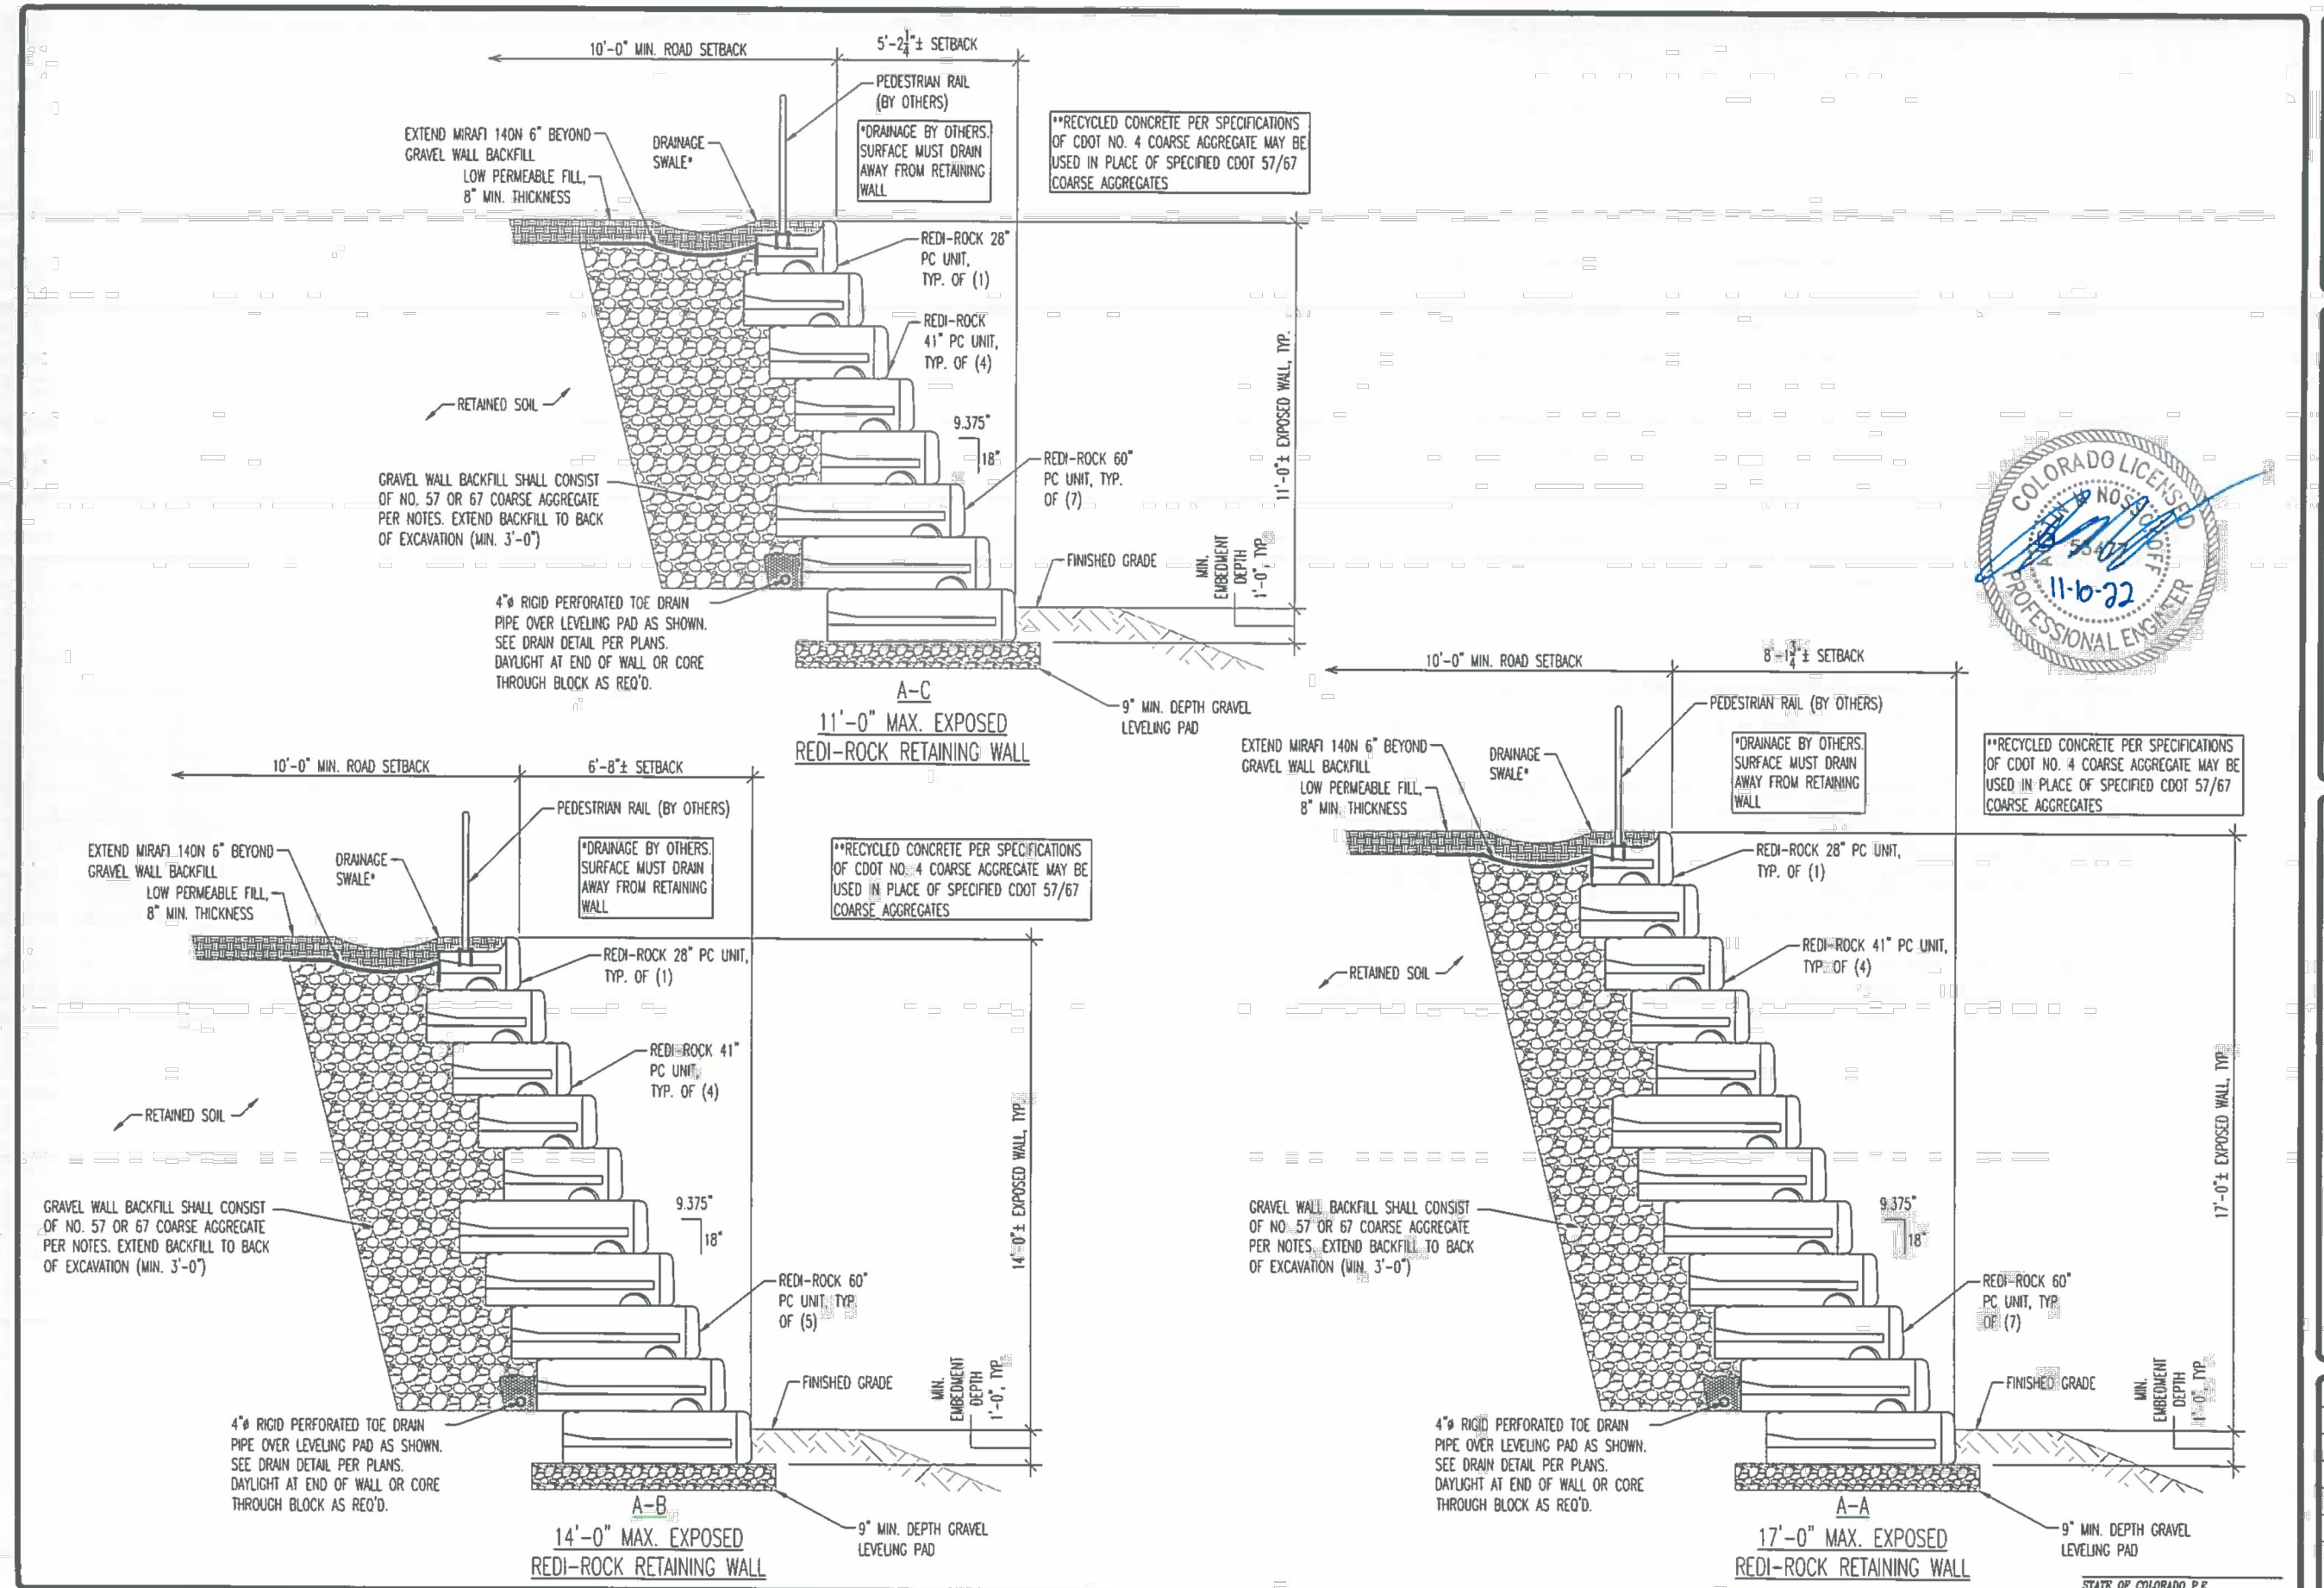 10'-0" MIN. ROAD SETBACK
5'-2¼"± SETBACK
PEDESTRIAN RAIL
(BY OTHERS)
EXTEND MIRAFI 140N 6" BEYOND
GRAVEL WALL BACKFILL
DRAINAGE
SWALE*
*DRAINAGE BY OTHERS.
SURFACE MUST DRAIN
AWAY FROM RETAINING
WALL
**RECYCLED CONCRETE PER SPECIFICATIONS
OF CDOT NO. 4 COARSE AGGREGATE MAY BE
USED IN PLACE OF SPECIFIED CDOT 57/67
COARSE AGGREGATES
LOW PERMEABLE FILL,
8" MIN. THICKNESS
REDI-ROCK 28"
PC UNIT,
TYP. OF (1)
REDI-ROCK
41" PC UNIT,
TYP. OF (4)
RETAINED SOIL
9.375"
18"
REDI-ROCK 60"
PC UNIT, TYP.
OF (7)
11'-0"± EXPOSED WALL, TYP.
GRAVEL WALL BACKFILL SHALL CONSIST
OF NO. 57 OR 67 COARSE AGGREGATE
PER NOTES. EXTEND BACKFILL TO BACK
OF EXCAVATION (MIN. 3'-0")
FINISHED GRADE
MIN.
EMBEDMENT
DEPTH
1'-0", TYP.
4"ø RIGID PERFORATED TOE DRAIN
PIPE OVER LEVELING PAD AS SHOWN.
SEE DRAIN DETAIL PER PLANS.
DAYLIGHT AT END OF WALL OR CORE
THROUGH BLOCK AS REQ'D.
9" MIN. DEPTH GRAVEL
LEVELING PAD
A-C
11'-0" MAX. EXPOSED
REDI-ROCK RETAINING WALL
COLORADO LICENSED
PROFESSIONAL ENGINEER
11-10-22
10'-0" MIN. ROAD SETBACK
6'-8"± SETBACK
PEDESTRIAN RAIL (BY OTHERS)
EXTEND MIRAFI 140N 6" BEYOND
GRAVEL WALL BACKFILL
DRAINAGE
SWALE*
*DRAINAGE BY OTHERS.
SURFACE MUST DRAIN
AWAY FROM RETAINING
WALL
**RECYCLED CONCRETE PER SPECIFICATIONS
OF CDOT NO. 4 COARSE AGGREGATE MAY BE
USED IN PLACE OF SPECIFIED CDOT 57/67
COARSE AGGREGATES
LOW PERMEABLE FILL,
8" MIN. THICKNESS
REDI-ROCK 28" PC UNIT,
TYP. OF (1)
REDI-ROCK 41"
PC UNIT,
TYP. OF (4)
RETAINED SOIL
14'-0"± EXPOSED WALL, TYP.
GRAVEL WALL BACKFILL SHALL CONSIST
OF NO. 57 OR 67 COARSE AGGREGATE
PER NOTES. EXTEND BACKFILL TO BACK
OF EXCAVATION (MIN. 3'-0")
9.375"
18"
REDI-ROCK 60"
PC UNIT, TYP.
OF (5)
FINISHED GRADE
MIN.
EMBEDMENT
DEPTH
1'-0", TYP.
4"ø RIGID PERFORATED TOE DRAIN
PIPE OVER LEVELING PAD AS SHOWN.
SEE DRAIN DETAIL PER PLANS.
DAYLIGHT AT END OF WALL OR CORE
THROUGH BLOCK AS REQ'D.
9" MIN. DEPTH GRAVEL
LEVELING PAD
A-B
14'-0" MAX. EXPOSED
REDI-ROCK RETAINING WALL
10'-0" MIN. ROAD SETBACK
8'-1¾"± SETBACK
PEDESTRIAN RAIL (BY OTHERS)
EXTEND MIRAFI 140N 6" BEYOND
GRAVEL WALL BACKFILL
DRAINAGE
SWALE*
*DRAINAGE BY OTHERS.
SURFACE MUST DRAIN
AWAY FROM RETAINING
WALL
**RECYCLED CONCRETE PER SPECIFICATIONS
OF CDOT NO. 4 COARSE AGGREGATE MAY BE
USED IN PLACE OF SPECIFIED CDOT 57/67
COARSE AGGREGATES
LOW PERMEABLE FILL,
8" MIN. THICKNESS
REDI-ROCK 28" PC UNIT,
TYP. OF (1)
REDI-ROCK 41" PC UNIT,
TYP. OF (4)
RETAINED SOIL
17'-0"± EXPOSED WALL, TYP.
GRAVEL WALL BACKFILL SHALL CONSIST
OF NO. 57 OR 67 COARSE AGGREGATE
PER NOTES. EXTEND BACKFILL TO BACK
OF EXCAVATION (MIN. 3'-0")
9.375"
18"
REDI-ROCK 60"
PC UNIT, TYP.
OF (7)
FINISHED GRADE
MIN.
EMBEDMENT
DEPTH
1'-0", TYP.
4"ø RIGID PERFORATED TOE DRAIN
PIPE OVER LEVELING PAD AS SHOWN.
SEE DRAIN DETAIL PER PLANS.
DAYLIGHT AT END OF WALL OR CORE
THROUGH BLOCK AS REQ'D.
9" MIN. DEPTH GRAVEL
LEVELING PAD
A-A
17'-0" MAX. EXPOSED
REDI-ROCK RETAINING WALL
STATE OF COLORADO P.E.